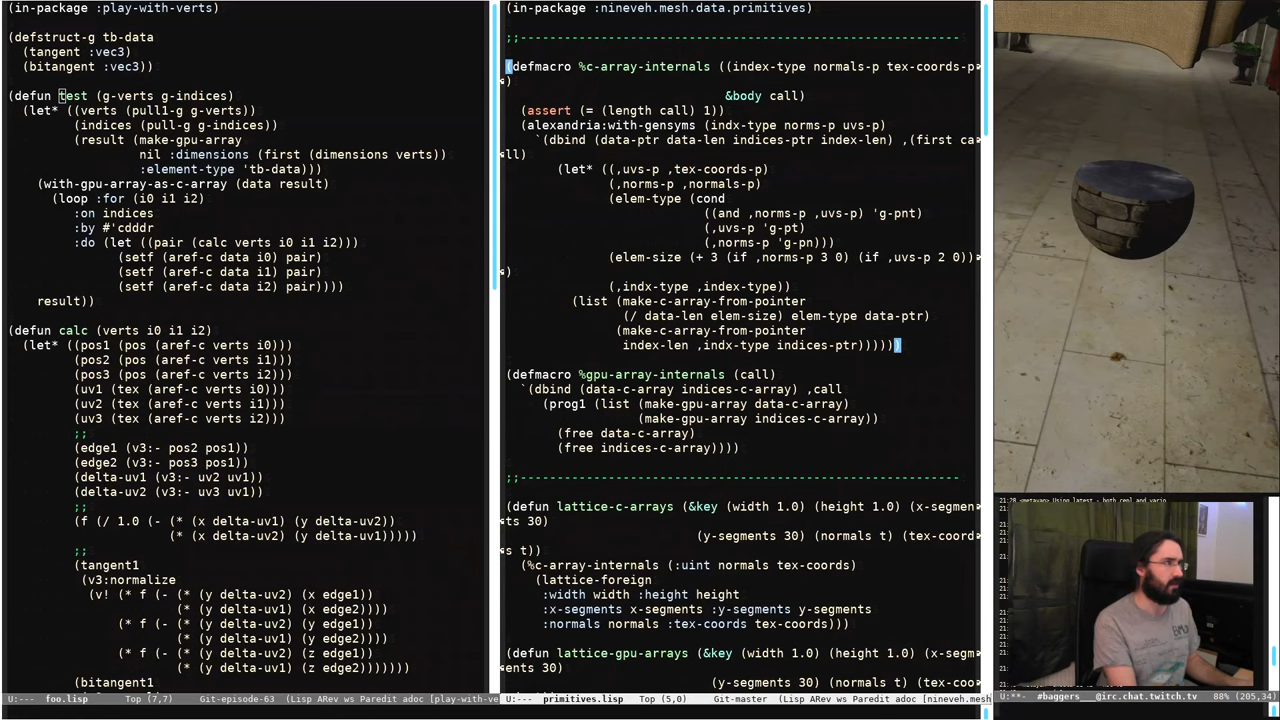 (in-package :play-with-verts)
(defstruct-g tb-data
(tangent :vec3)
(bitangent :vec3))
(defun test (g-verts g-indices)
(let* ((verts (pull1-g g-verts))
(indices (pull-g g-indices))
(result (make-gpu-array
nil :dimensions (first (dimensions verts))
:element-type 'tb-data)))
(with-gpu-array-as-c-array (data result)
(loop :for (i0 i1 i2)
:on indices
:by #'cdddr
:do (let ((pair (calc verts i0 i1 i2)))
(setf (aref-c data i0) pair)
(setf (aref-c data i1) pair)
(setf (aref-c data i2) pair))))
result))
(defun calc (verts i0 i1 i2)
(let* ((pos1 (pos (aref-c verts i0)))
(pos2 (pos (aref-c verts i1)))
(pos3 (pos (aref-c verts i2)))
(uv1 (tex (aref-c verts i0)))
(uv2 (tex (aref-c verts i1)))
(uv3 (tex (aref-c verts i2)))
;;
(edge1 (v3:- pos2 pos1))
(edge2 (v3:- pos3 pos1))
(delta-uv1 (v3:- uv2 uv1))
(delta-uv2 (v3:- uv3 uv1))
;;
(f (/ 1.0 (- (* (x delta-uv1) (y delta-uv2))
(* (x delta-uv2) (y delta-uv1)))))
;;
(tangent1
(v3:normalize
(v! (* f (- (* (y delta-uv2) (x edge1))
(* (y delta-uv1) (x edge2))))
(* f (- (* (y delta-uv2) (y edge1))
(* (y delta-uv1) (y edge2))))
(* f (- (* (y delta-uv2) (z edge1))
(* (y delta-uv1) (z edge2)))))))
(bitangent1
U:--- foo.lisp Top (7,7) Git-episode-63 (Lisp ARev ws Paredit adoc [play-with-ve
(in-package :nineveh.mesh.data.primitives)
;;------------------------------------------------------------
(defmacro %c-array-internals ((index-type normals-p tex-coords-p
)
&body call)
(assert (= (length call) 1))
(alexandria:with-gensyms (indx-type norms-p uvs-p)
`(dbind (data-ptr data-len indices-ptr index-len) ,(first ca
ll)
(let* ((,uvs-p ,tex-coords-p)
(,norms-p ,normals-p)
(elem-type (cond
((and ,norms-p ,uvs-p) 'g-pnt)
(,uvs-p 'g-pt)
(,norms-p 'g-pn)))
(elem-size (+ 3 (if ,norms-p 3 0) (if ,uvs-p 2 0))
)
(,indx-type ,index-type))
(list (make-c-array-from-pointer
(/ data-len elem-size) elem-type data-ptr)
(make-c-array-from-pointer
index-len ,indx-type indices-ptr)))))
(defmacro %gpu-array-internals (call)
`(dbind (data-c-array indices-c-array) ,call
(prog1 (list (make-gpu-array data-c-array)
(make-gpu-array indices-c-array))
(free data-c-array)
(free indices-c-array))))
;;------------------------------------------------------------
(defun lattice-c-arrays (&key (width 1.0) (height 1.0) (x-segmen
ts 30)
(y-segments 30) (normals t) (tex-coord
s t))
(%c-array-internals (:uint normals tex-coords)
(lattice-foreign
:width width :height height
:x-segments x-segments :y-segments y-segments
:normals normals :tex-coords tex-coords)))
(defun lattice-gpu-arrays (&key (width 1.0) (height 1.0) (x-segm
ents 30)
(y-segments 30) (normals t) (tex-coo
U:--- primitives.lisp Top (5,0) Git-master (Lisp ARev ws Paredit adoc [nineveh.mesh
U:**- #baggers__@irc.chat.twitch.tv 88% (205,34)